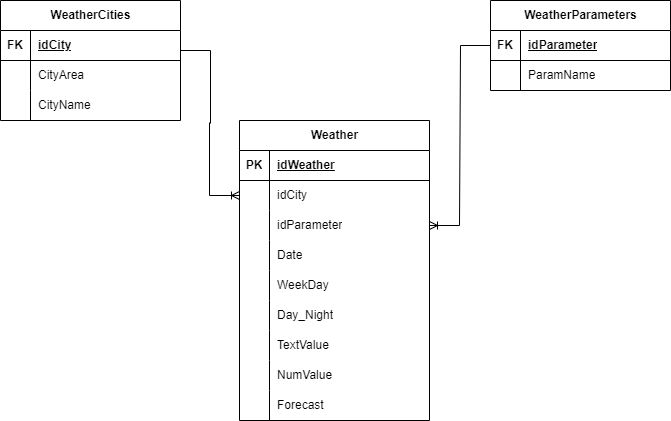 WeatherCities
FK idCity
CityArea
CityName
WeatherParameters
FK idParameter
ParamName
Weather
PK idWeather
idCity
idParameter
Date
WeekDay
Day_Night
TextValue
NumValue
Forecast